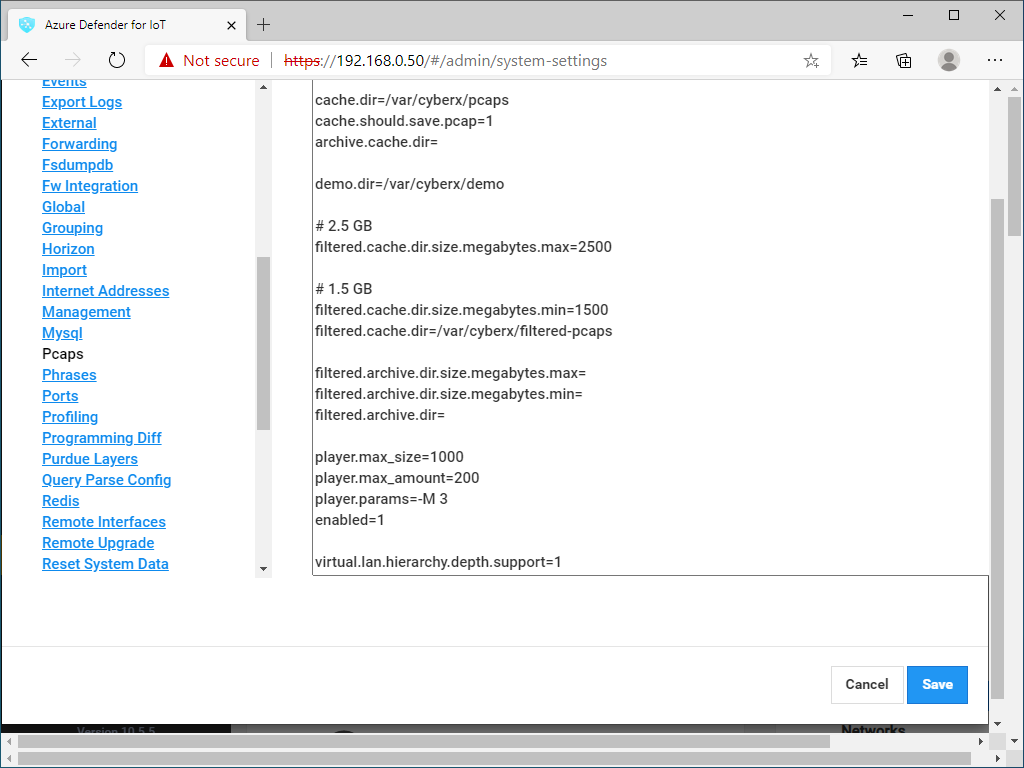 Azure Defender for IoT
Not secure
https://192.168.0.50/#/admin/system-settings
Events
Export Logs
External
Forwarding
Fsdumpdb
Fw Integration
Global
Grouping
Horizon
Import
Internet Addresses
Management
Mysql
Pcaps
Phrases
Ports
Profiling
Programming Diff
Purdue Layers
Query Parse Config
Redis
Remote Interfaces
Remote Upgrade
Reset System Data
cache.dir=/var/cyberx/pcaps
cache.should.save.pcap=1
archive.cache.dir=
demo.dir=/var/cyberx/demo
# 2.5 GB
filtered.cache.dir.size.megabytes.max=2500
# 1.5 GB
filtered.cache.dir.size.megabytes.min=1500
filtered.cache.dir=/var/cyberx/filtered-pcaps
filtered.archive.dir.size.megabytes.max=
filtered.archive.dir.size.megabytes.min=
filtered.archive.dir=
player.max_size=1000
player.max_amount=200
player.params=-M 3
enabled=1
virtual.lan.hierarchy.depth.support=1
Cancel
Save
Version 10.5.5
Networks